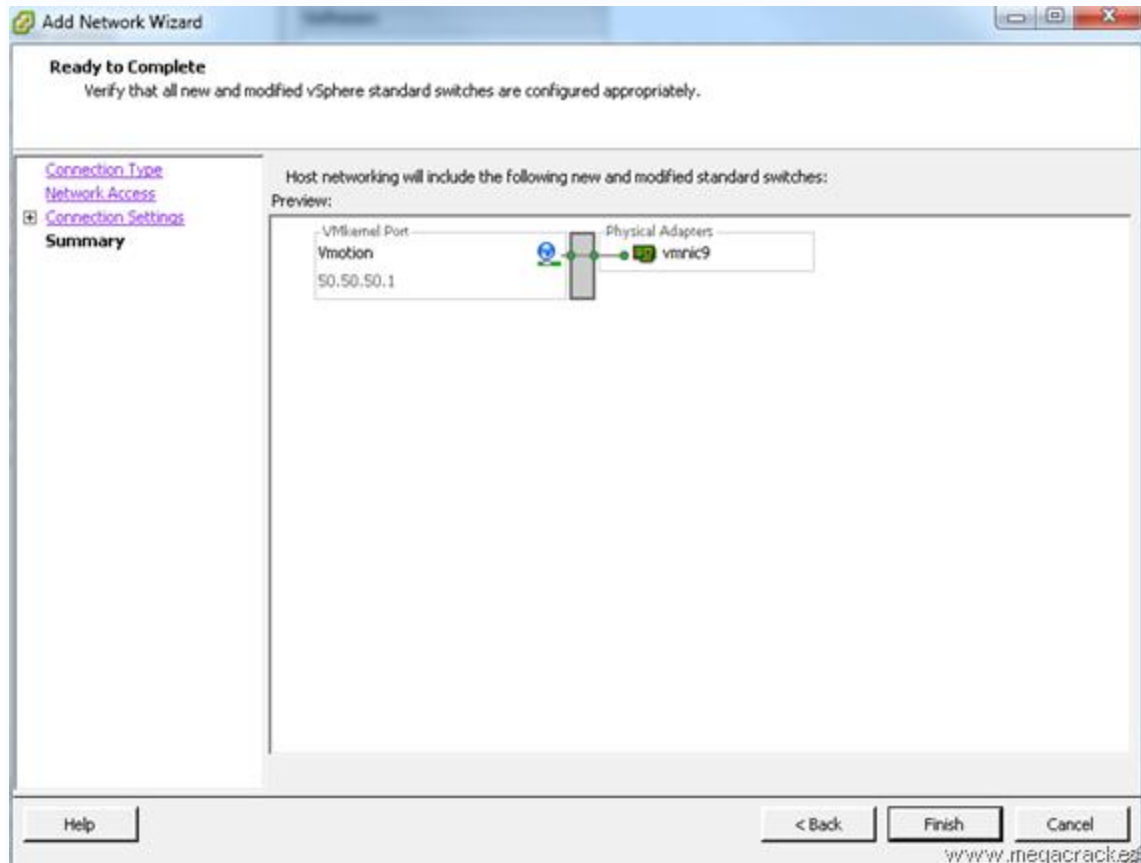 Add Network Wizard
Ready to Complete
Verify that all new and modified vSphere standard switches are configured appropriately.
Connection Type
Network Access
Connection Settings
Summary
Host networking will include the following new and modified standard switches:
Preview:
VMkernel Port
Vmotion
50.50.50.1
Physical Adapters
vmnic9
Help
< Back
Finish
Cancel
www.megacrack.es